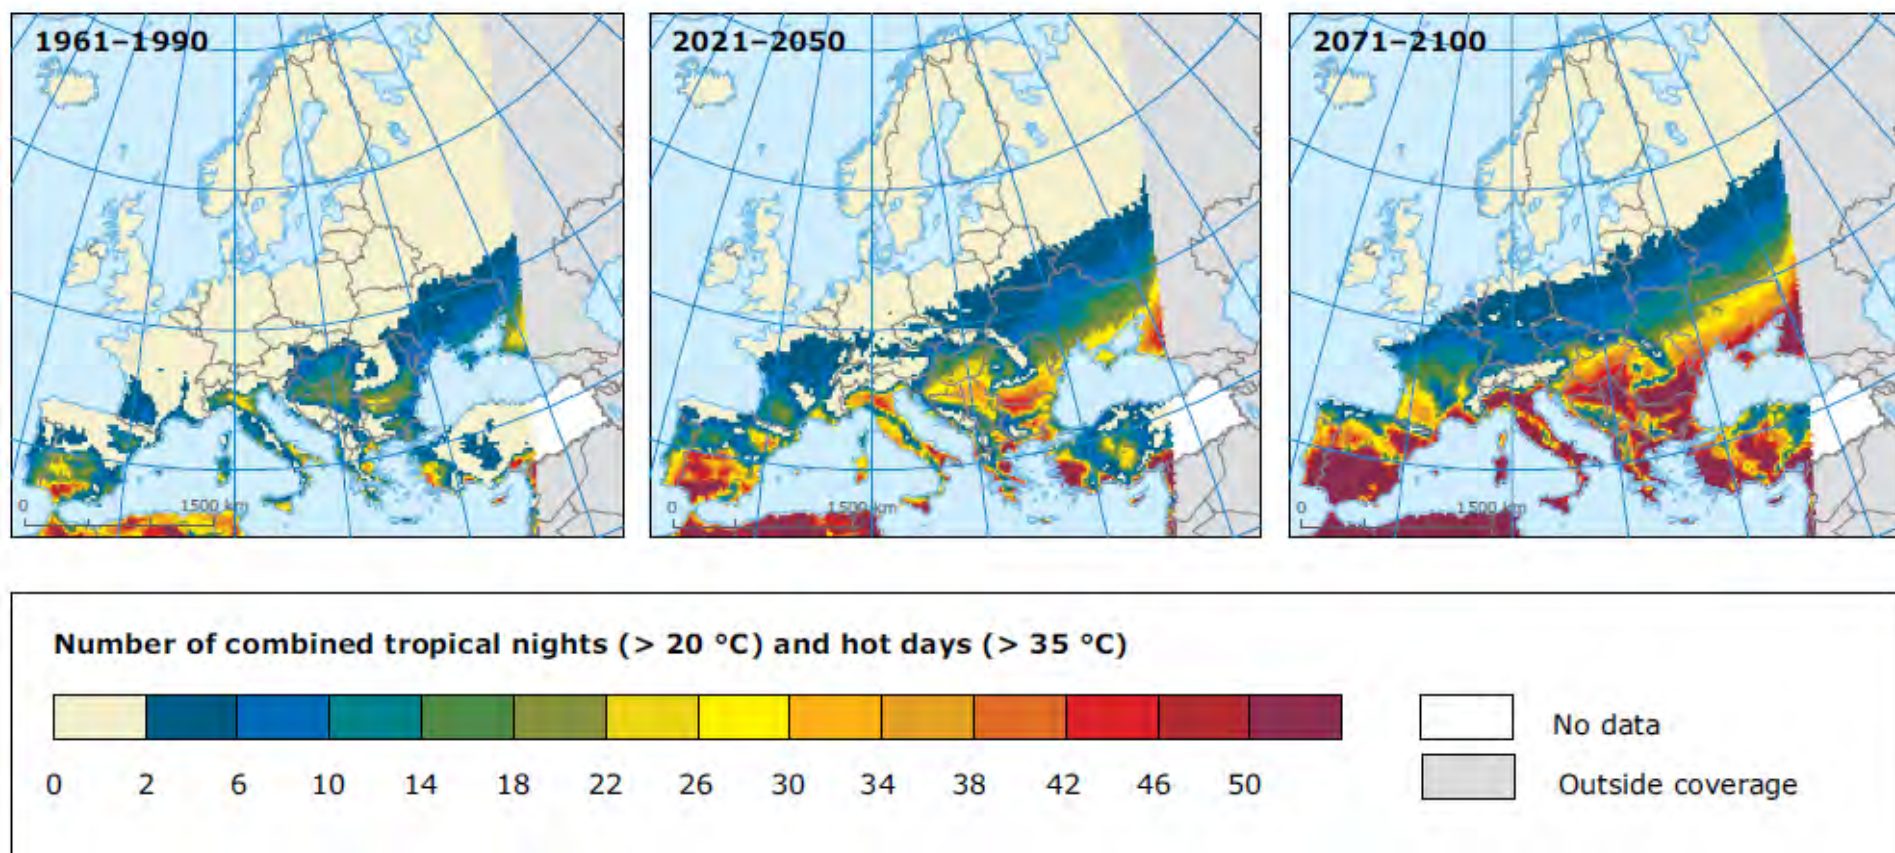 1961–1990
2021–2050
2071–2100
0 1500 km
0 1500 km
0 1500 km
Number of combined tropical nights (> 20 °C) and hot days (> 35 °C)
0 2 6 10 14 18 22 26 30 34 38 42 46 50
No data
Outside coverage